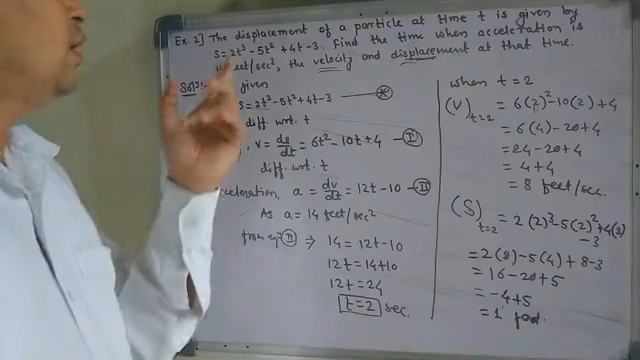 Ex. 2] The displacement of a particle at time t is given by
s = 2t³ - 5t² + 4t - 3. Find the time when acceleration is
feet/sec², the velocity and displacement at that time.
Solⁿ:- given
s = 2t³ - 5t² + 4t - 3 —— *
diff wrt. t
v = ds/dt = 6t² - 10t + 4 —— I
diff wrt. t
acceleration, a = dv/dt = 12t - 10 —— II
As a = 14 feet/sec²
from eqⁿ II ⇒ 14 = 12t - 10
12t = 14 + 10
12t = 24
t = 2 sec.
when t = 2
(V)t=2 = 6(2)² - 10(2) + 4
= 6(4) - 20 + 4
= 24 - 20 + 4
= 4 + 4
= 8 feet/sec.
(S)t=2 = 2(2)³ - 5(2)² + 4(2) - 3
= 2(8) - 5(4) + 8 - 3
= 16 - 20 + 5
= -4 + 5
= 1 foot.